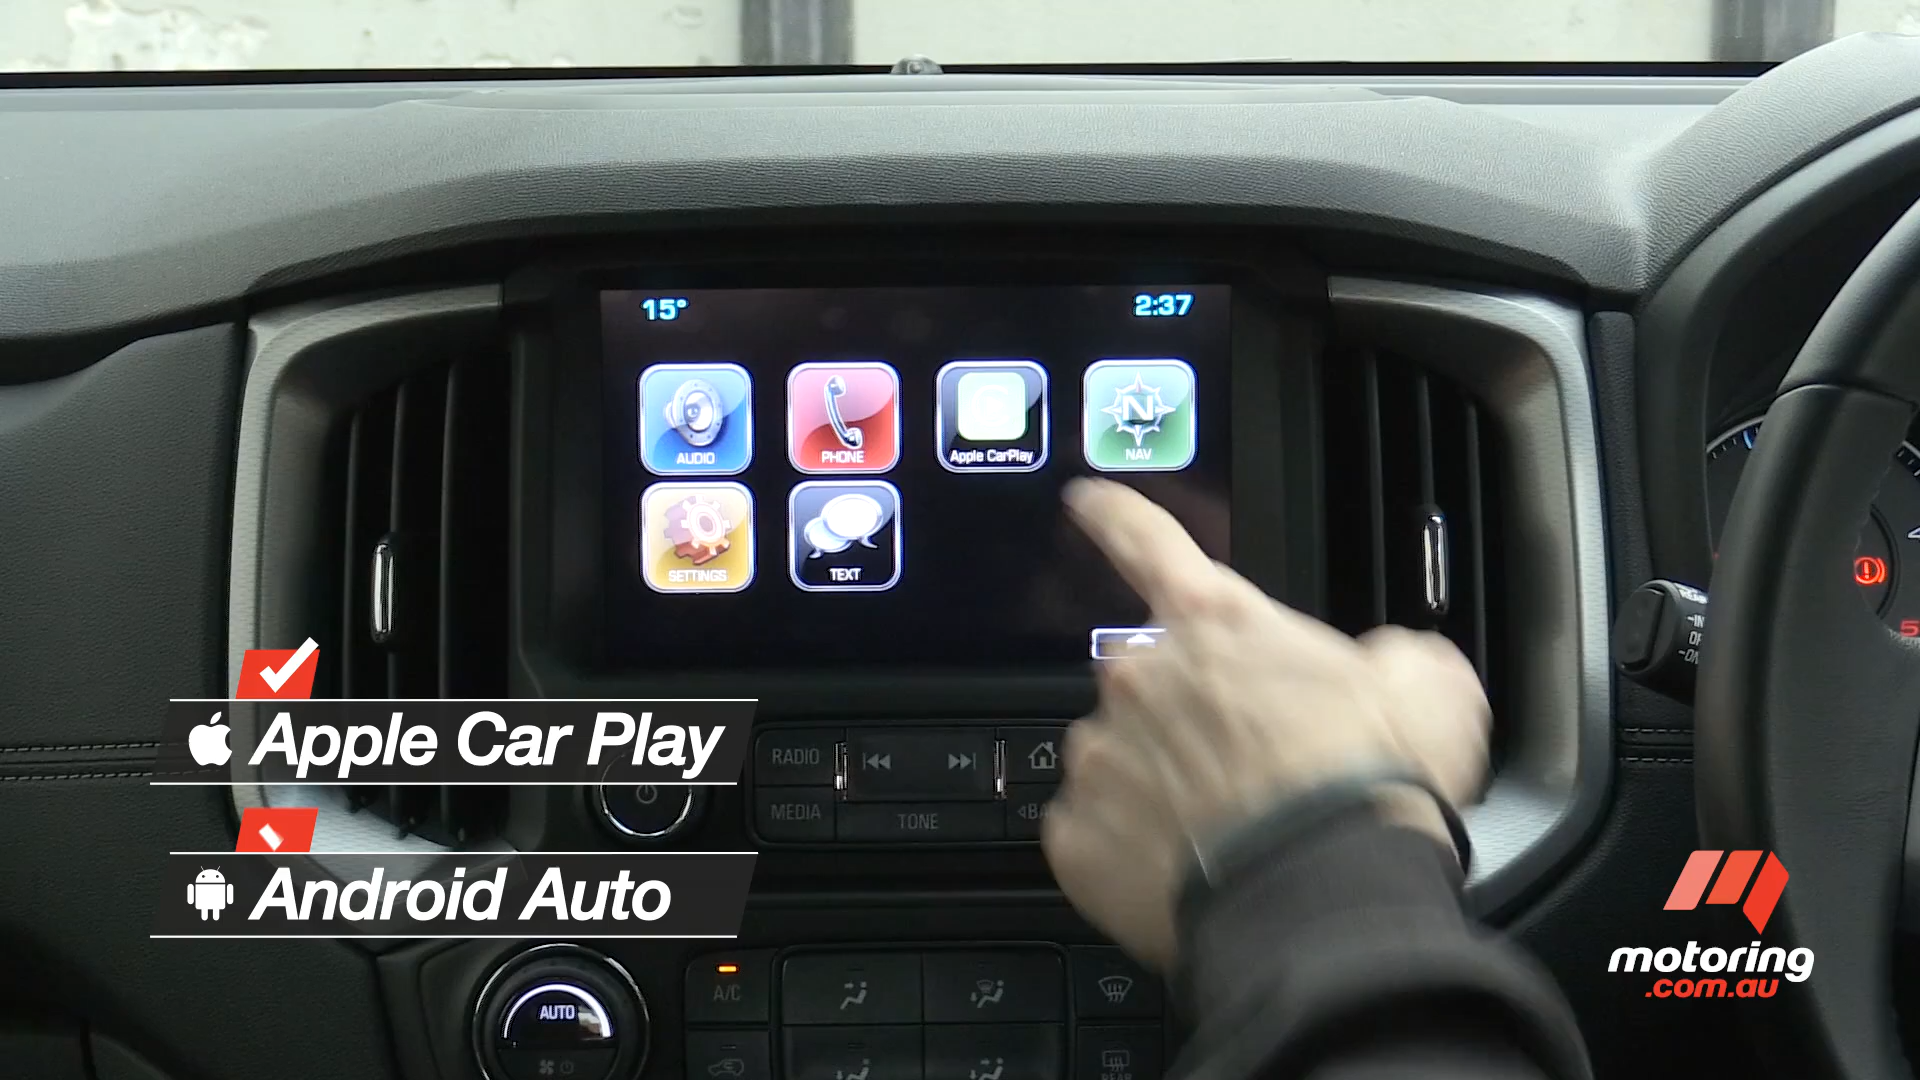 15°
2:37
AUDIO
PHONE
Apple CarPlay
NAV
SETTINGS
TEXT
Apple Car Play
Android Auto
RADIO
MEDIA
TONE
AUTO
A/C
REAR
motoring
.com.au